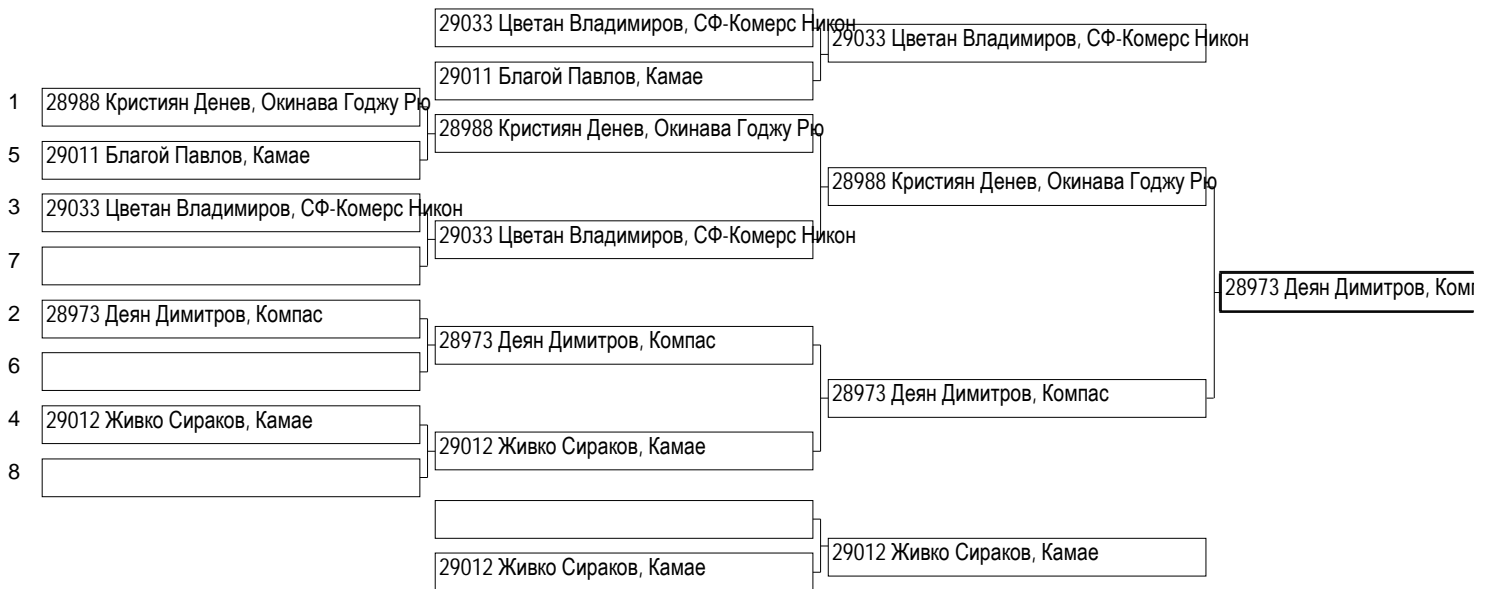 29033 Цветан Владимиров, СФ-Комерс Никон
29033 Цветан Владимиров, СФ-Комерс Никон
29011 Благой Павлов, Камае
1 28988 Кристиян Денев, Окинава Годжу Рю
28988 Кристиян Денев, Окинава Годжу Рю
5 29011 Благой Павлов, Камае
28988 Кристиян Денев, Окинава Годжу Рю
3 29033 Цветан Владимиров, СФ-Комерс Никон
29033 Цветан Владимиров, СФ-Комерс Никон
7
28973 Деян Димитров, Ком
2 28973 Деян Димитров, Компас
28973 Деян Димитров, Компас
6
28973 Деян Димитров, Компас
4 29012 Живко Сираков, Камае
29012 Живко Сираков, Камае
8
29012 Живко Сираков, Камае
29012 Живко Сираков, Камае